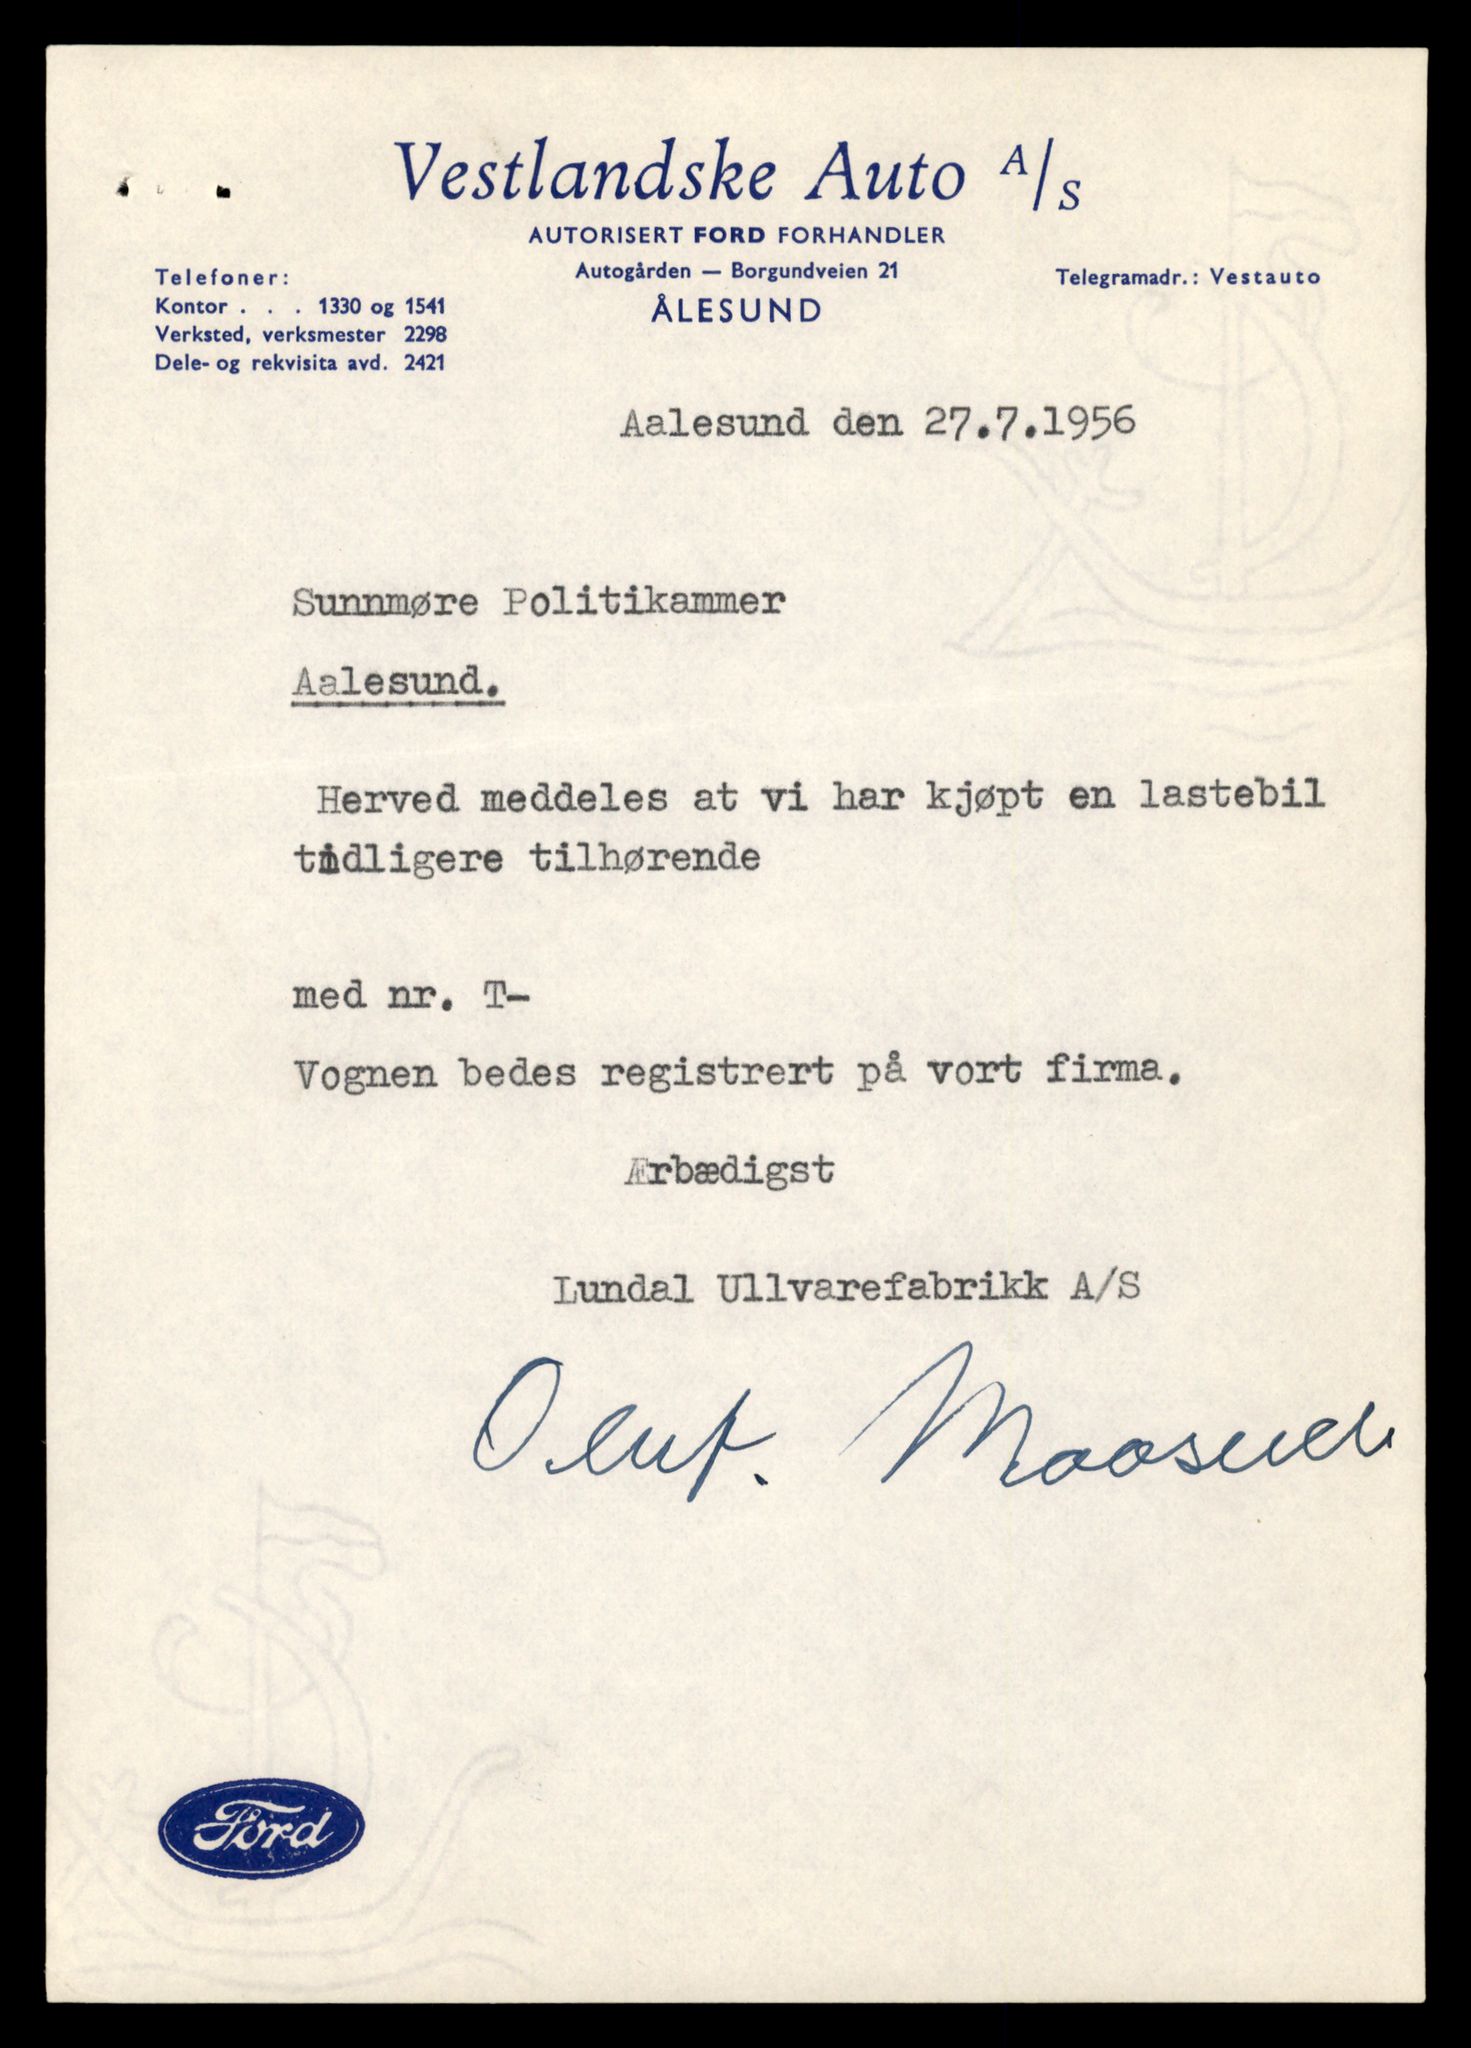 Vestlandske Auto A/S
AUTORISERT FORD FORHANDLER
Autogården — Borgundveien 21
ÅLESUND
Telefoner:
Kontor . . . 1330 og 1541
Verksted, verksmester 2298
Dele- og rekvisita avd. 2421
Telegramadr.: Vestauto
Aalesund den 27.7.1956
Sunnmøre Politikammer
Aalesund.
Herved meddeles at vi har kjøpt en lastebil
tidligere tilhørende
med nr. T-
Vognen bedes registrert på vort firma.
Ærbødigst
Lundal Ullvarefabrikk A/S
Ford